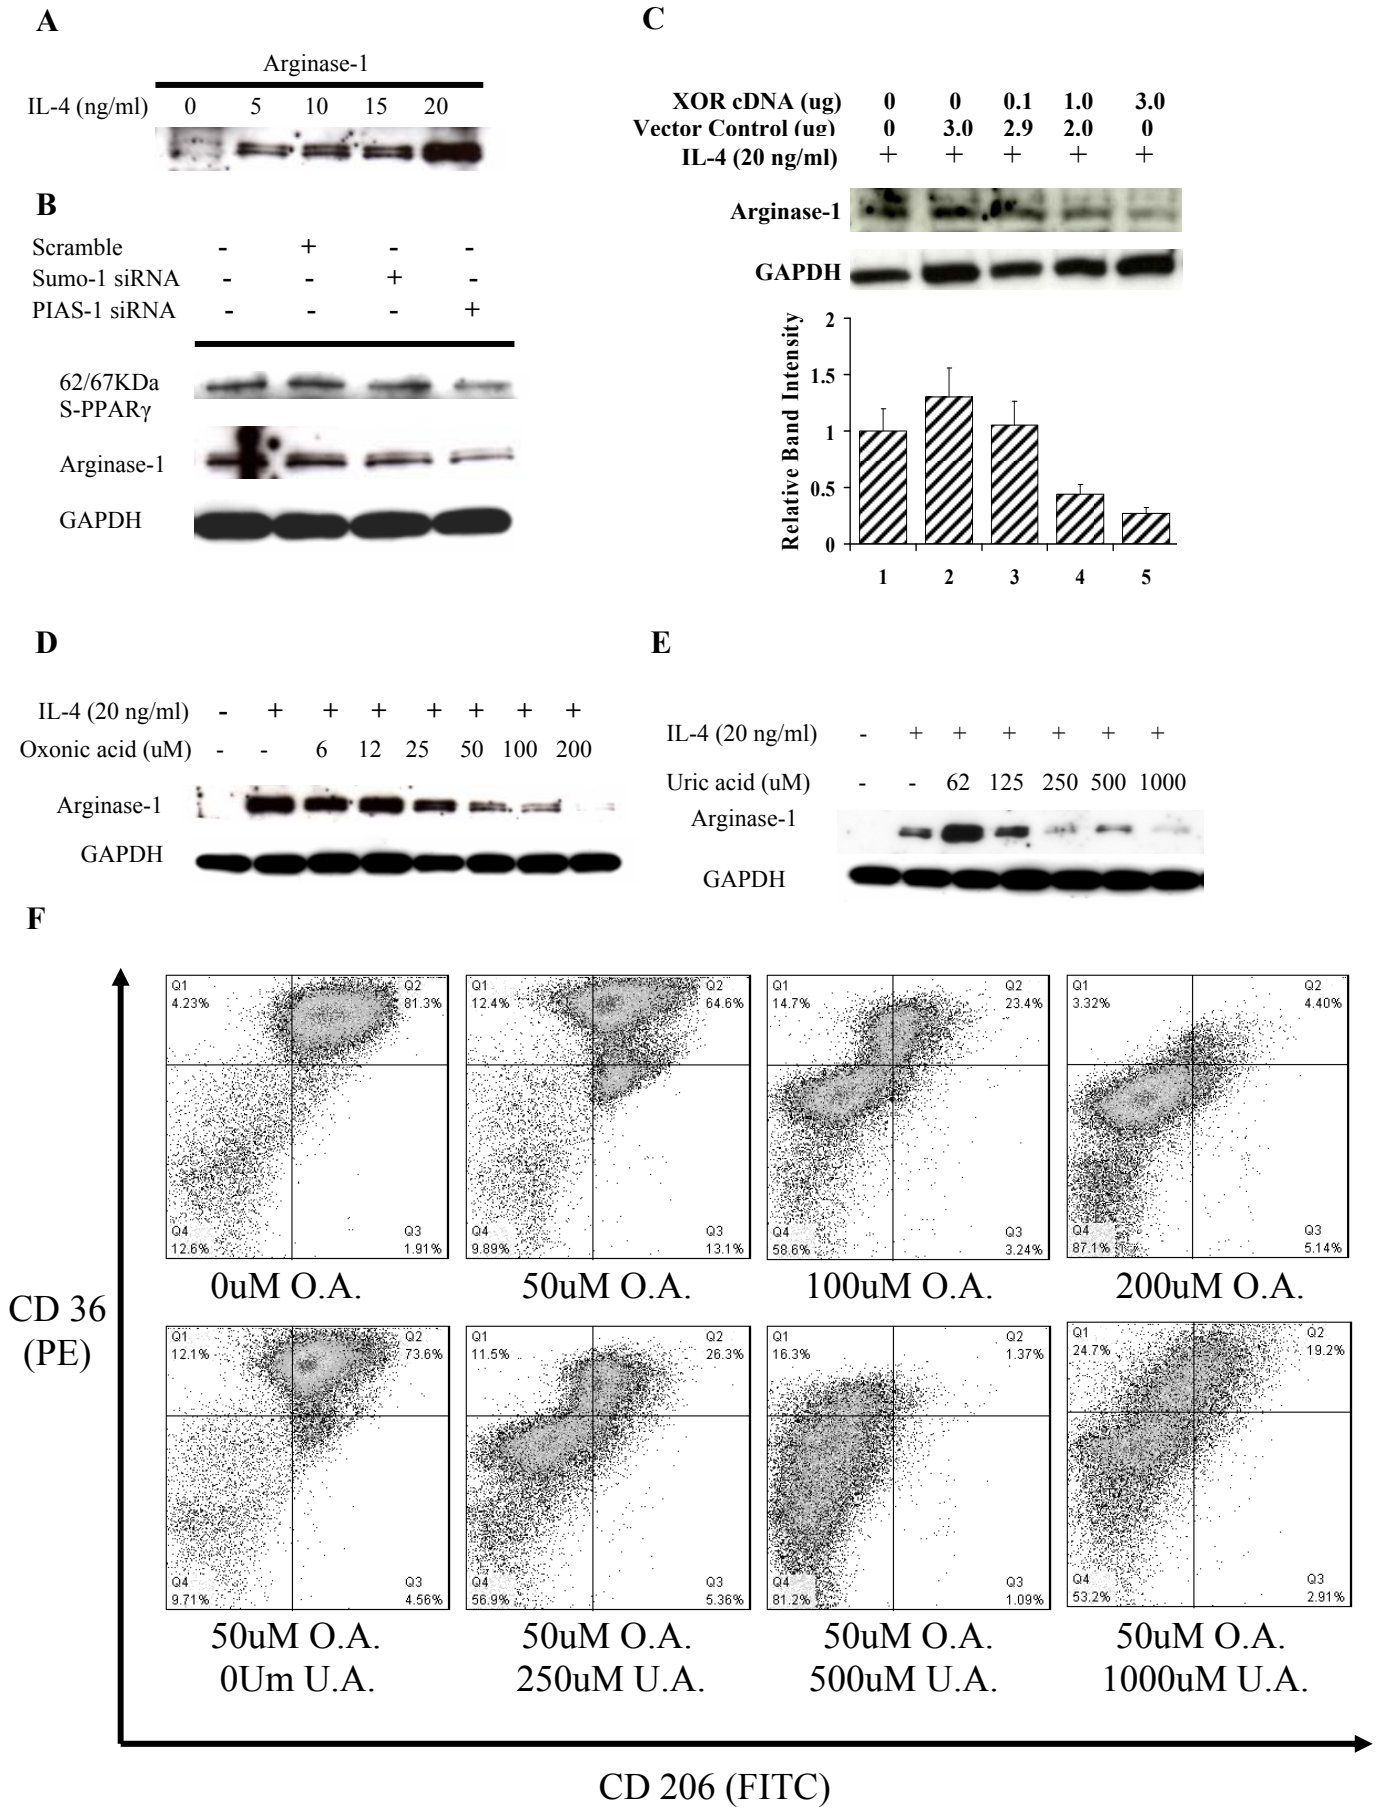 A
Arginase-1
IL-4 (ng/ml) 0 5 10 15 20
B
Scramble - + - -
Sumo-1 siRNA - - + -
PIAS-1 siRNA - - - +
62/67KDa
S-PPARγ
Arginase-1
GAPDH
C
XOR cDNA (ug) 0 0 0.1 1.0 3.0
Vector Control (ug) 0 3.0 2.9 2.0 0
IL-4 (20 ng/ml) + + + + +
Arginase-1
GAPDH
Relative Band Intensity
2
1.5
1
0.5
0
1 2 3 4 5
D
IL-4 (20 ng/ml) - + + + + + + +
Oxonic acid (uM) - - 6 12 25 50 100 200
Arginase-1
GAPDH
E
IL-4 (20 ng/ml) - + + + + + +
Uric acid (uM) - - 62 125 250 500 1000
Arginase-1
GAPDH
F
Q1 Q2 Q1 Q2 Q1 Q2 Q1 Q2
4.23% 81.3% 12.4% 64.6% 14.7% 23.4% 3.32% 4.40%
Q4 Q3 Q4 Q3 Q4 Q3 Q4 Q3
12.6% 1.91% 9.89% 13.1% 58.6% 3.24% 87.1% 5.14%
0uM O.A. 50uM O.A. 100uM O.A. 200uM O.A.
CD 36
(PE)
Q1 Q2 Q1 Q2 Q1 Q2 Q1 Q2
12.1% 73.6% 11.5% 26.3% 16.3% 1.37% 24.7% 19.2%
Q4 Q3 Q4 Q3 Q4 Q3 Q4 Q3
9.71% 4.56% 56.9% 5.36% 81.2% 1.09% 53.2% 2.91%
50uM O.A. 50uM O.A. 50uM O.A. 50uM O.A.
0Um U.A. 250uM U.A. 500uM U.A. 1000uM U.A.
CD 206 (FITC)